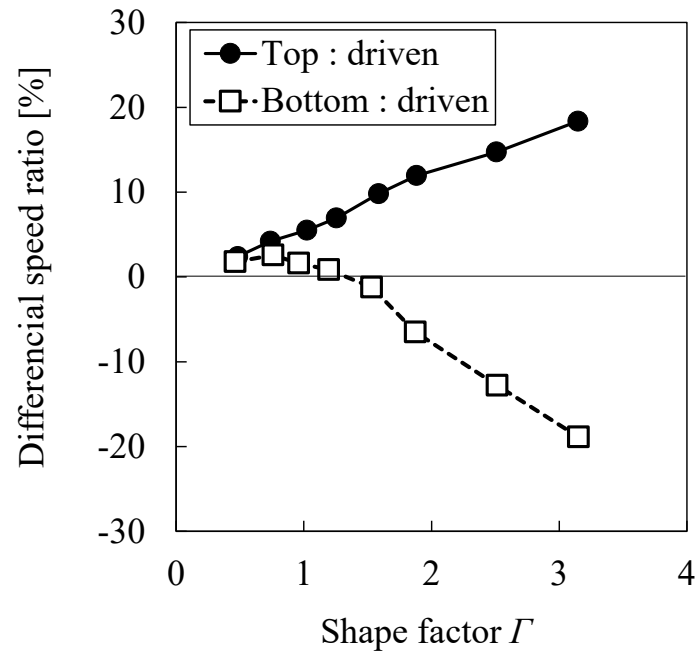 Differencial speed ratio [%]
30
20
10
0
-10
-20
-30
Top : driven
Bottom : driven
0 1 2 3 4
Shape factor Γ